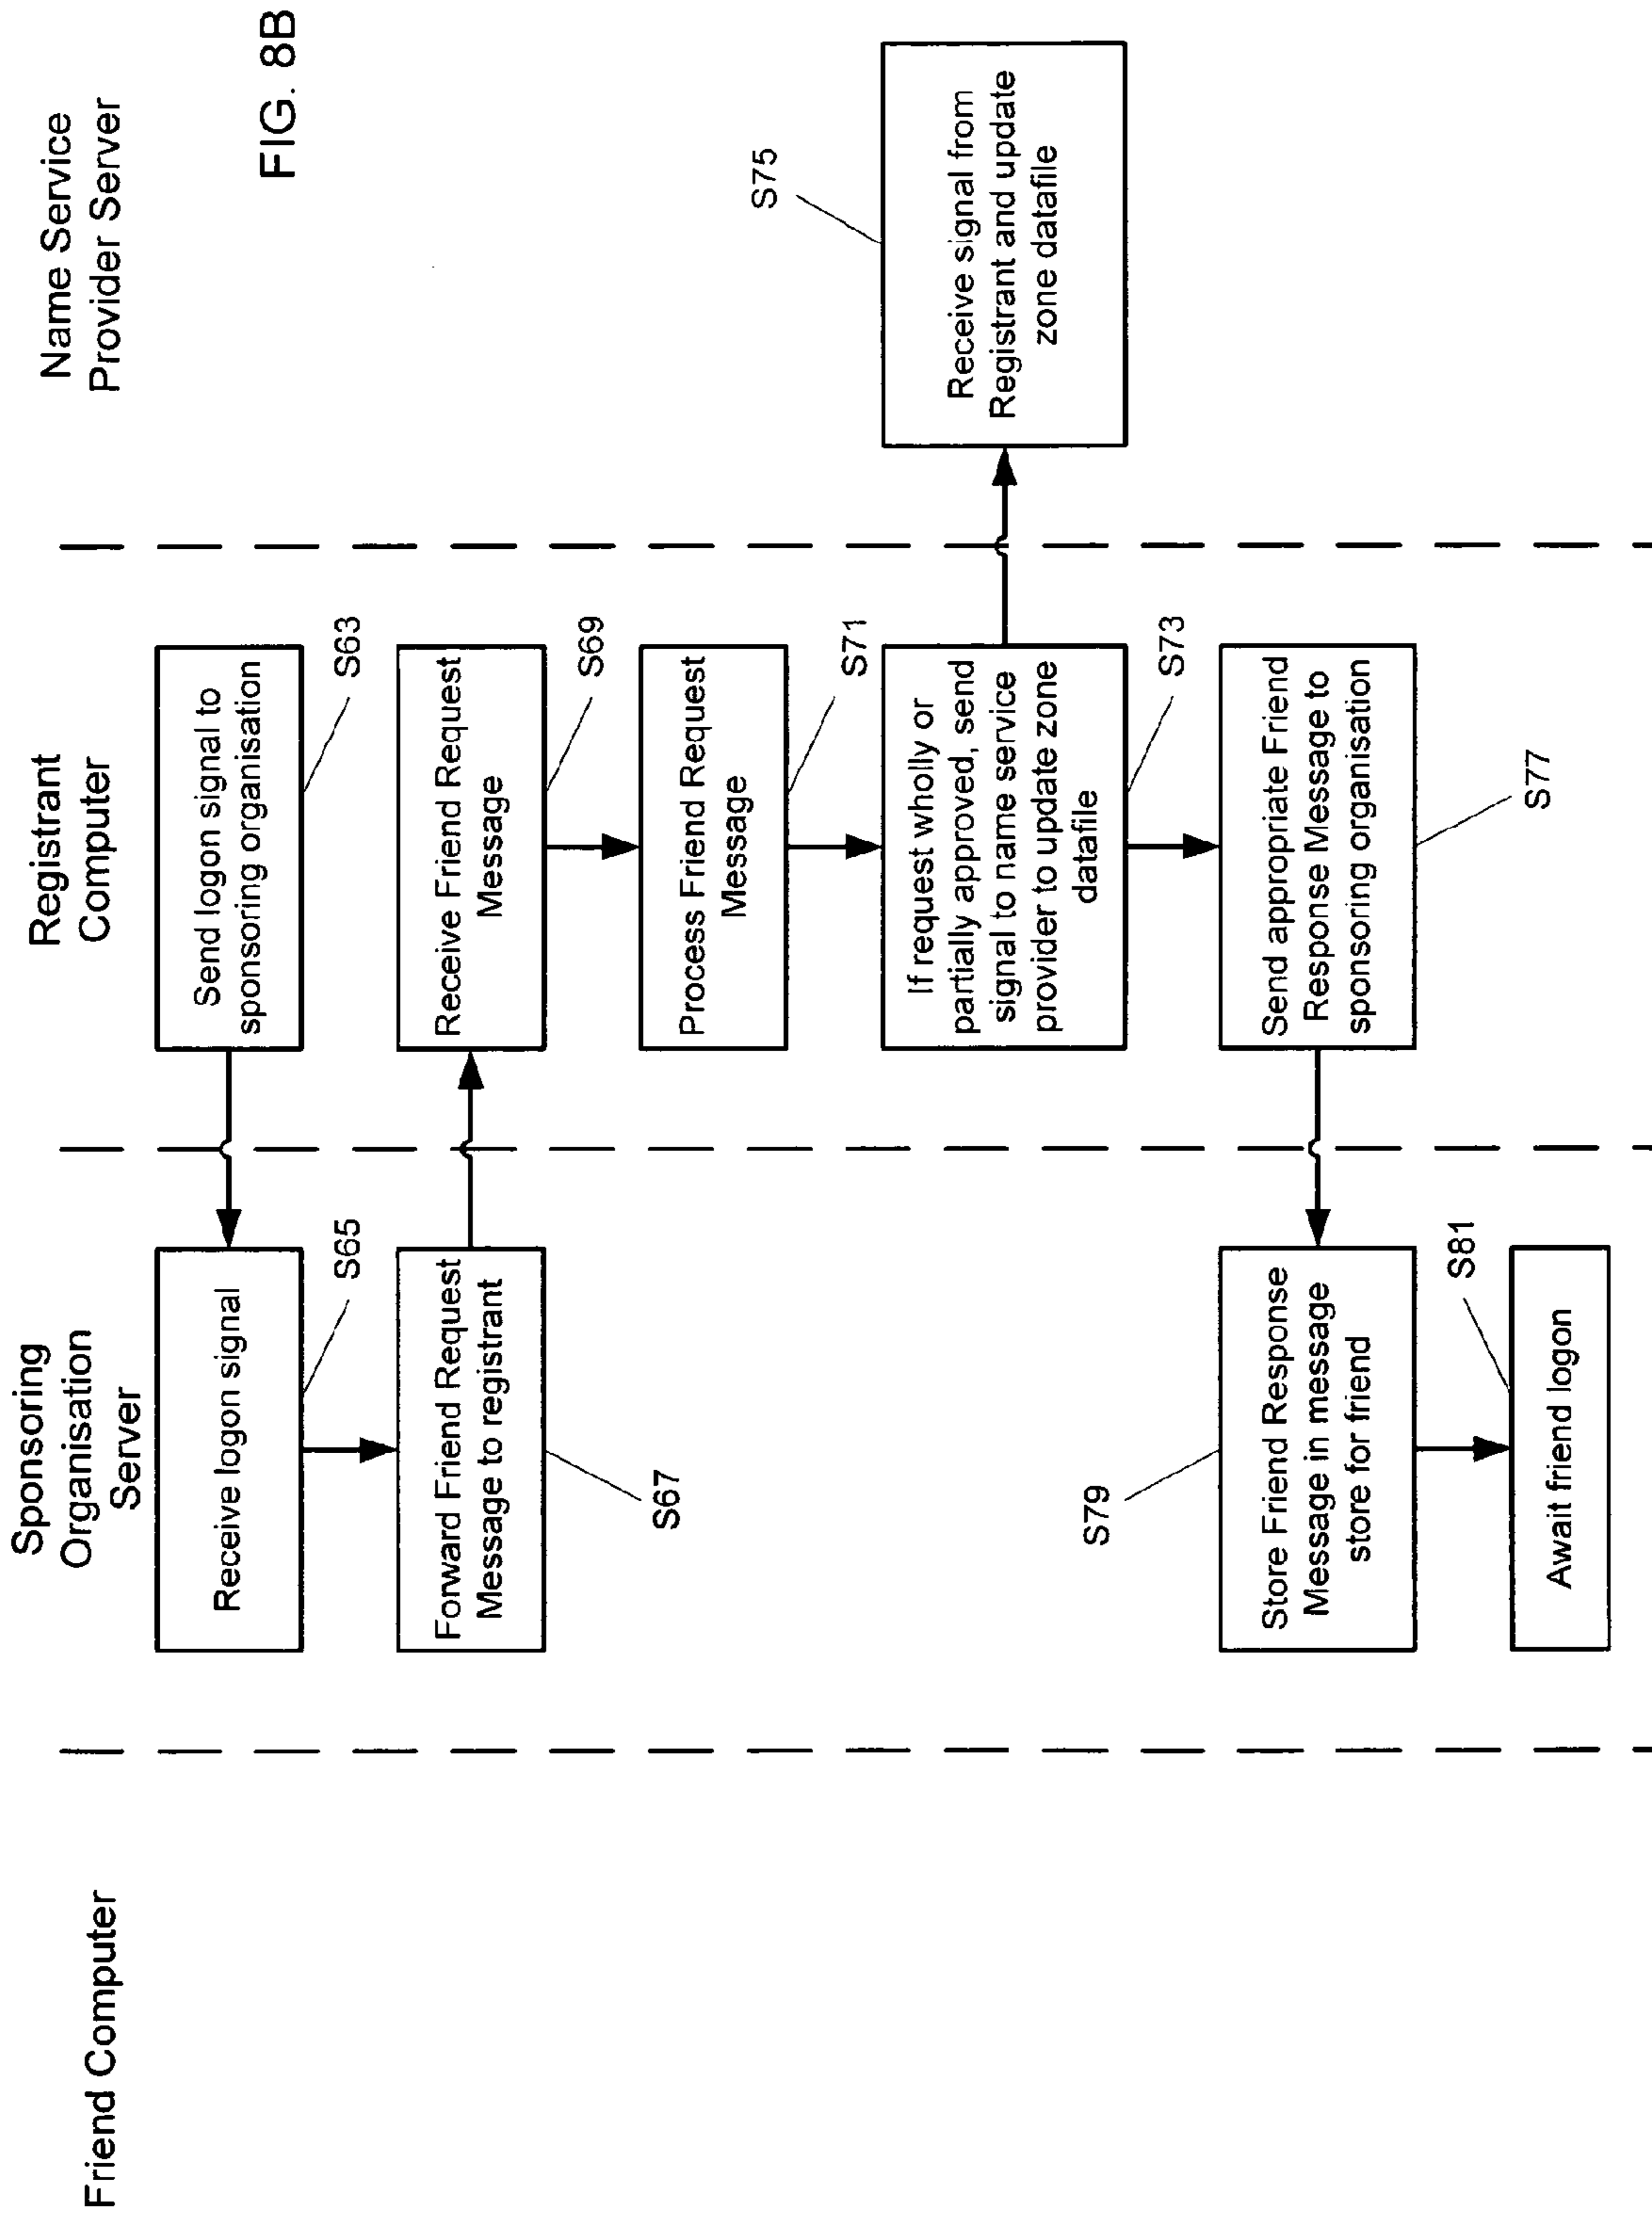 Friend Computer
Sponsoring
Organisation
Server
Registrant
Computer
Name Service
Provider Server
FIG. 8B
Send logon signal to
sponsoring organisation
S63
Receive logon signal
S65
Forward Friend Request
Message to registrant
S67
Receive Friend Request
Message
S69
Process Friend Request
Message
S71
If request wholly or
partially approved, send
signal to name service
provider to update zone
datafile
S73
Receive signal from
Registrant and update
zone datafile
S75
Send appropriate Friend
Response Message to
sponsoring organisation
S77
Store Friend Response
Message in message
store for friend
S79
Await friend logon
S81